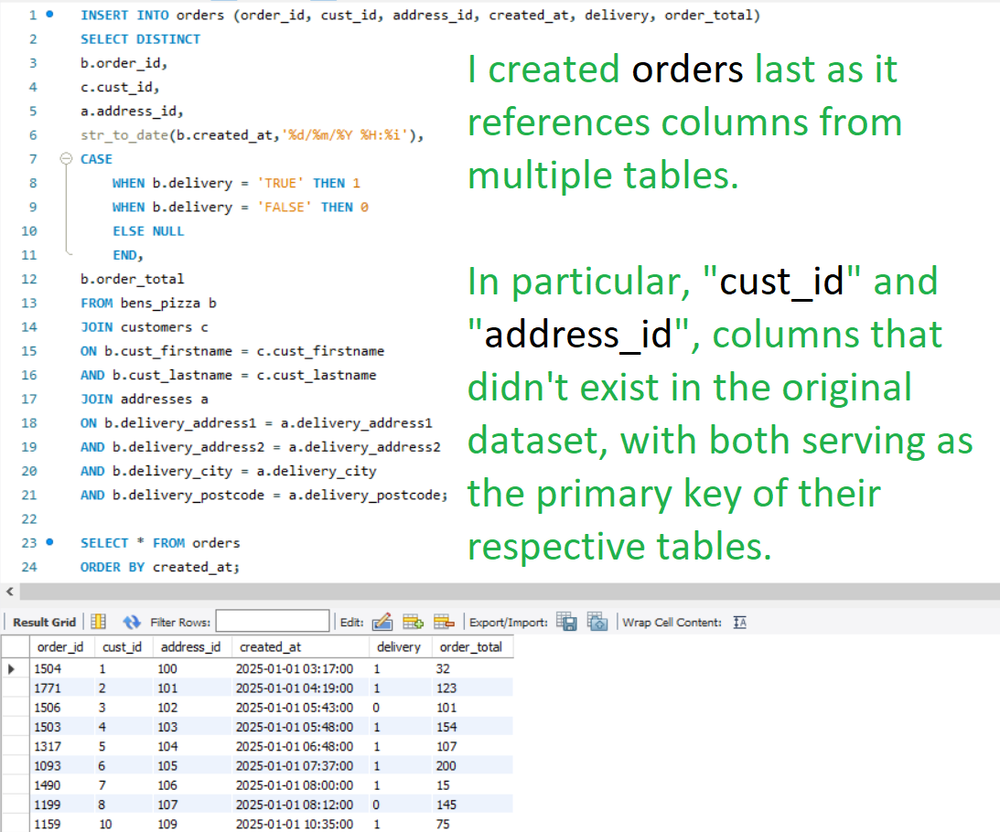 1 INSERT INTO orders (order_id, cust_id, address_id, created_at, delivery, order_total)
2 SELECT DISTINCT
3 b.order_id,
4 c.cust_id,
5 a.address_id,
6 str_to_date(b.created_at,'%d/%m/%Y %H:%i'),
7 CASE
8 WHEN b.delivery = 'TRUE' THEN 1
9 WHEN b.delivery = 'FALSE' THEN 0
10 ELSE NULL
11 END,
12 b.order_total
13 FROM bens_pizza b
14 JOIN customers c
15 ON b.cust_firstname = c.cust_firstname
16 AND b.cust_lastname = c.cust_lastname
17 JOIN addresses a
18 ON b.delivery_address1 = a.delivery_address1
19 AND b.delivery_address2 = a.delivery_address2
20 AND b.delivery_city = a.delivery_city
21 AND b.delivery_postcode = a.delivery_postcode;
22
23 SELECT * FROM orders
24 ORDER BY created_at;
I created orders last as it
references columns from
multiple tables.
In particular, "cust_id" and
"address_id", columns that
didn't exist in the original
dataset, with both serving as
the primary key of their
respective tables.
Result Grid Filter Rows: Edit: Export/Import: Wrap Cell Content:
order_id cust_id address_id created_at delivery order_total
1504 1 100 2025-01-01 03:17:00 1 32
1771 2 101 2025-01-01 04:19:00 1 123
1506 3 102 2025-01-01 05:43:00 0 101
1503 4 103 2025-01-01 05:48:00 1 154
1317 5 104 2025-01-01 06:48:00 1 107
1093 6 105 2025-01-01 07:37:00 1 200
1490 7 106 2025-01-01 08:00:00 1 15
1199 8 107 2025-01-01 08:12:00 0 145
1159 10 109 2025-01-01 10:35:00 1 75